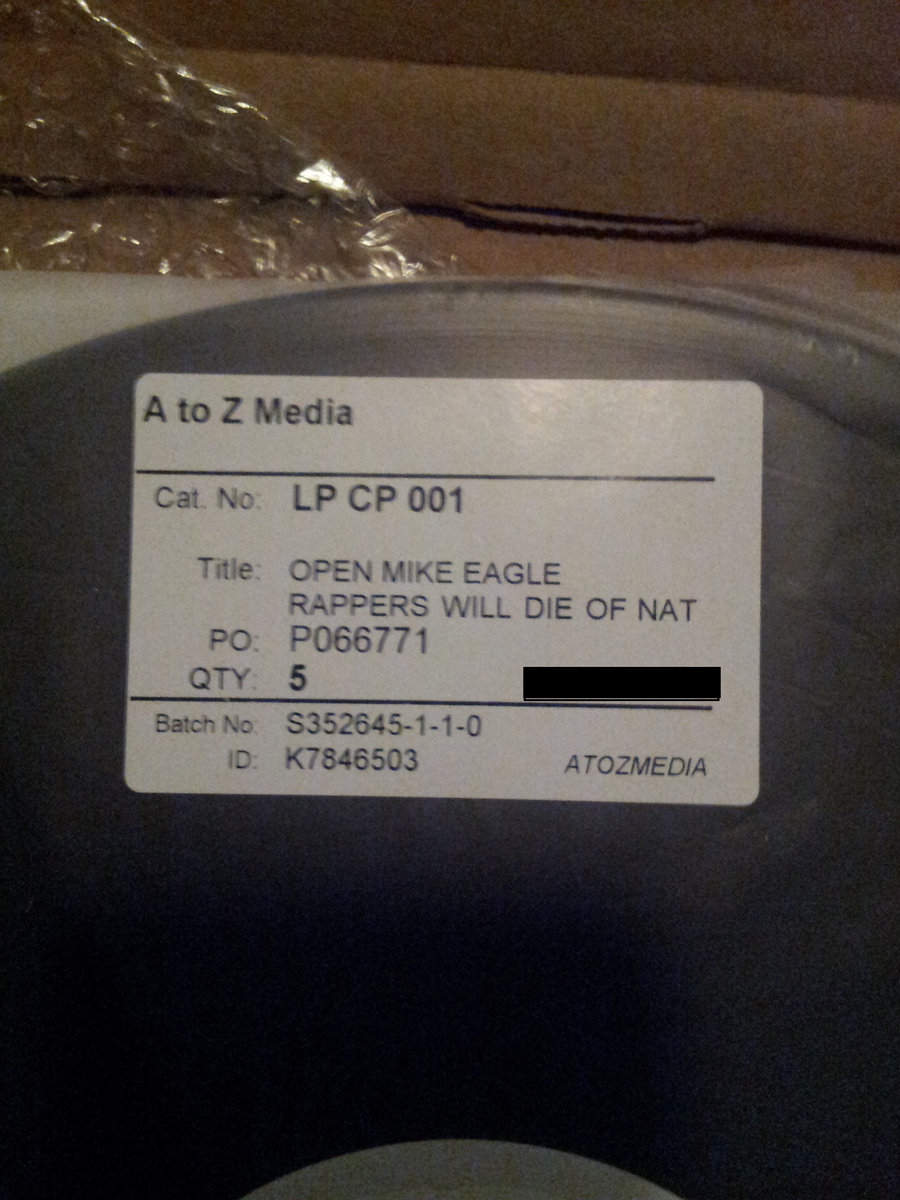 A to Z Media
Cat. No: LP CP 001
Title: OPEN MIKE EAGLE
RAPPERS WILL DIE OF NAT
PO: P066771
QTY: 5
Batch No: S352645-1-1-0
ID: K7846503
ATOZMEDIA